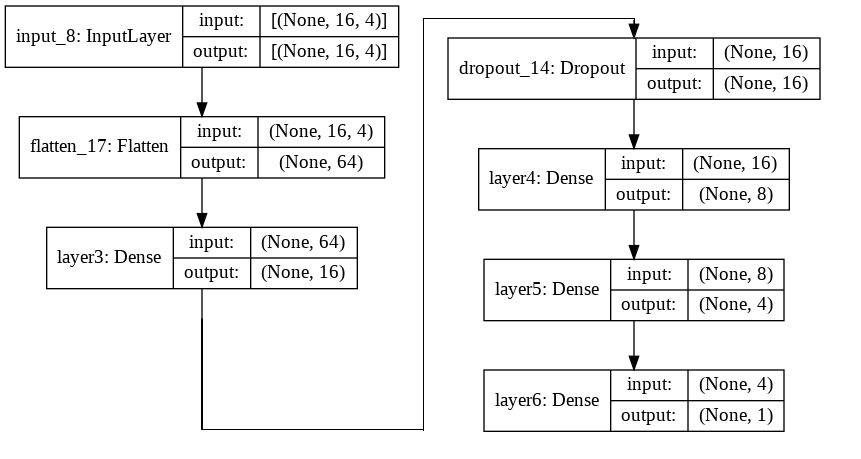 input_8: InputLayer
input: [(None, 16, 4)]
output: [(None, 16, 4)]
flatten_17: Flatten
input: (None, 16, 4)
output: (None, 64)
layer3: Dense
input: (None, 64)
output: (None, 16)
dropout_14: Dropout
input: (None, 16)
output: (None, 16)
layer4: Dense
input: (None, 16)
output: (None, 8)
layer5: Dense
input: (None, 8)
output: (None, 4)
layer6: Dense
input: (None, 4)
output: (None, 1)